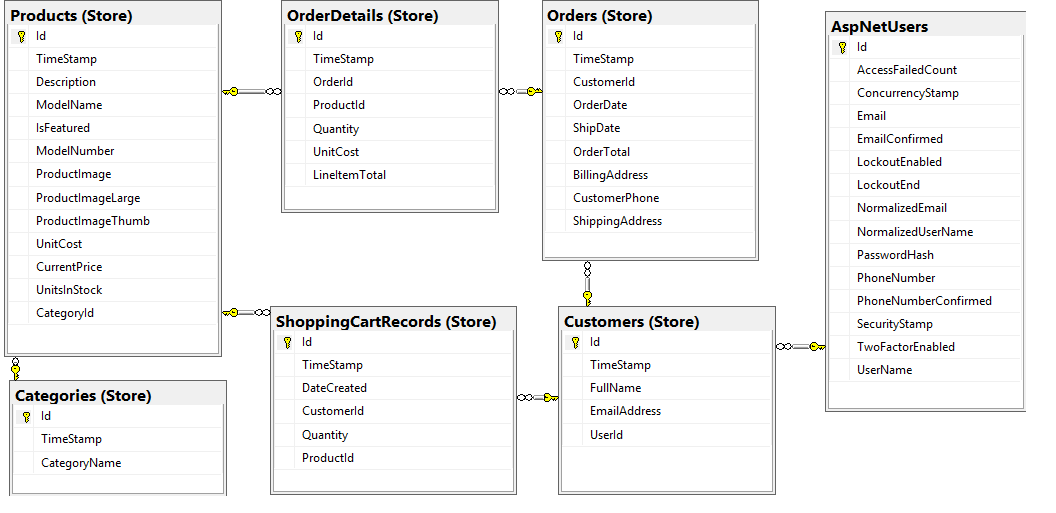 Products (Store)
Id
TimeStamp
Description
ModelName
IsFeatured
ModelNumber
ProductImage
ProductImageLarge
ProductImageThumb
UnitCost
CurrentPrice
UnitsInStock
CategoryId
OrderDetails (Store)
Id
TimeStamp
OrderId
ProductId
Quantity
UnitCost
LineItemTotal
Orders (Store)
Id
TimeStamp
CustomerId
OrderDate
ShipDate
OrderTotal
BillingAddress
CustomerPhone
ShippingAddress
AspNetUsers
Id
AccessFailedCount
ConcurrencyStamp
Email
EmailConfirmed
LockoutEnabled
LockoutEnd
NormalizedEmail
NormalizedUserName
PasswordHash
PhoneNumber
PhoneNumberConfirmed
SecurityStamp
TwoFactorEnabled
UserName
Categories (Store)
Id
TimeStamp
CategoryName
ShoppingCartRecords (Store)
Id
TimeStamp
DateCreated
CustomerId
Quantity
ProductId
Customers (Store)
Id
TimeStamp
FullName
EmailAddress
UserId